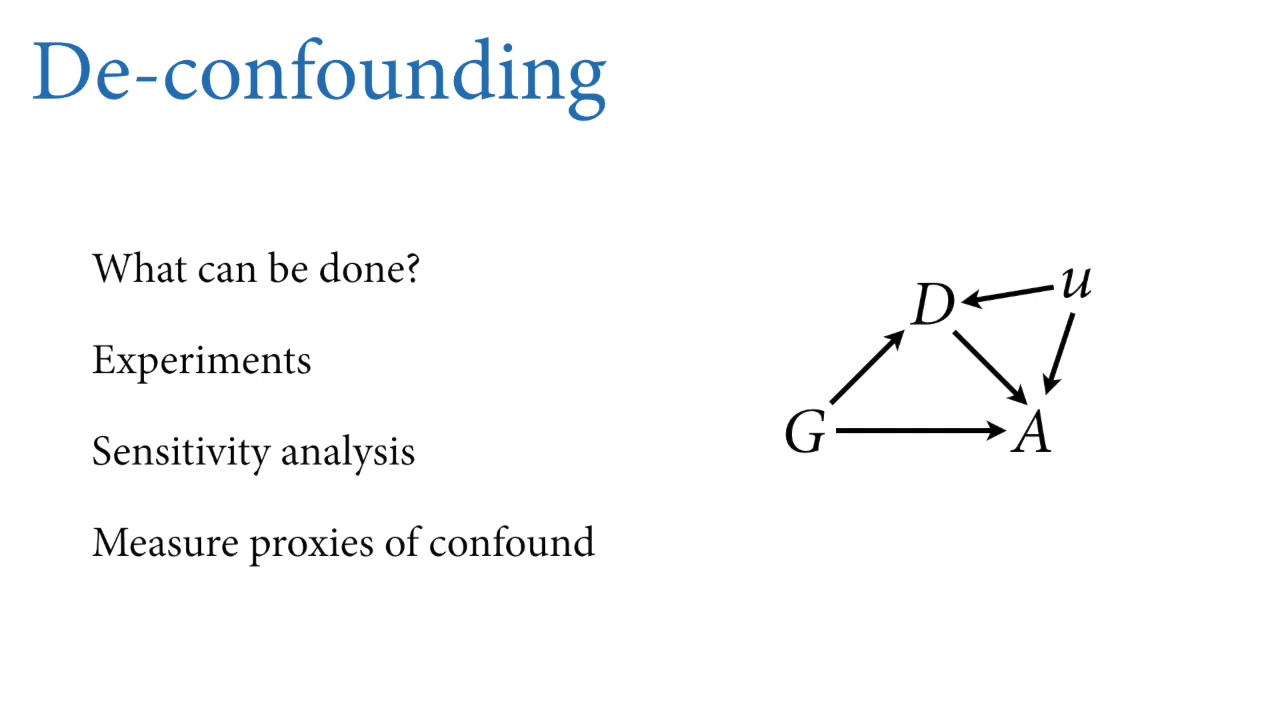 De-confounding
What can be done?
Experiments
Sensitivity analysis
Measure proxies of confound
D
u
G
A